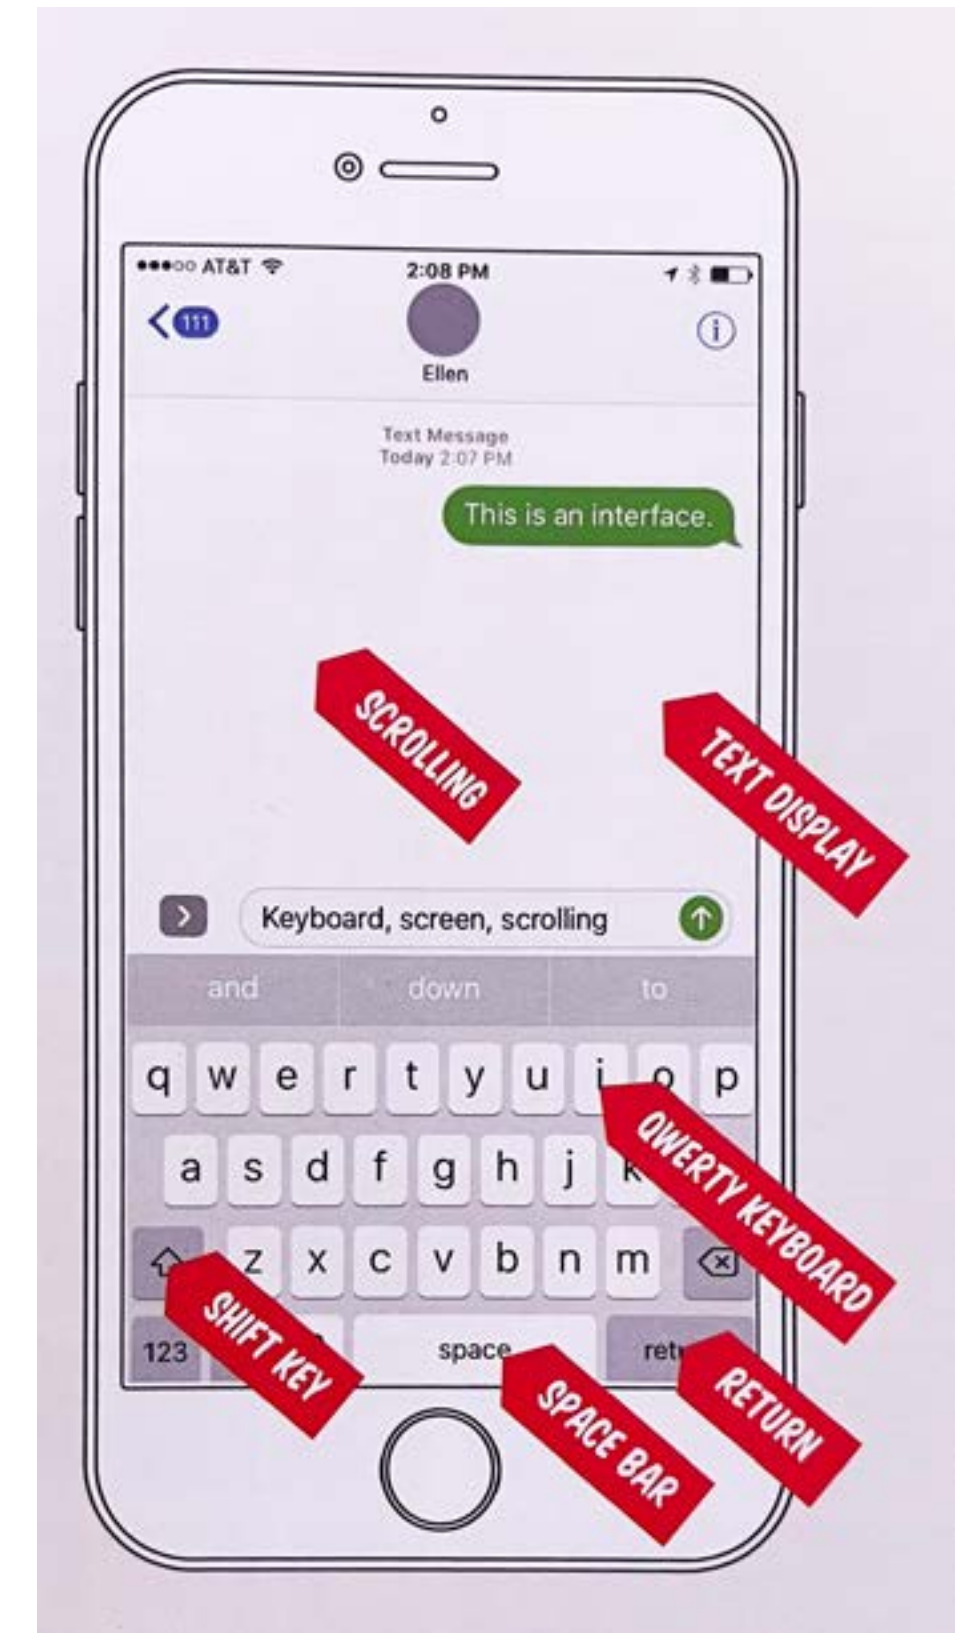 AT&T
2:08 PM
111
i
Ellen
Text Message
Today 2:07 PM
This is an interface.
SCROLLING
TEXT DISPLAY
Keyboard, screen, scrolling
and down to
q w e r t y u i o p
QWERTY KEYBOARD
a s d f g h j k
z x c v b n m
SHIFT KEY
123 space
SPACE BAR
RETURN